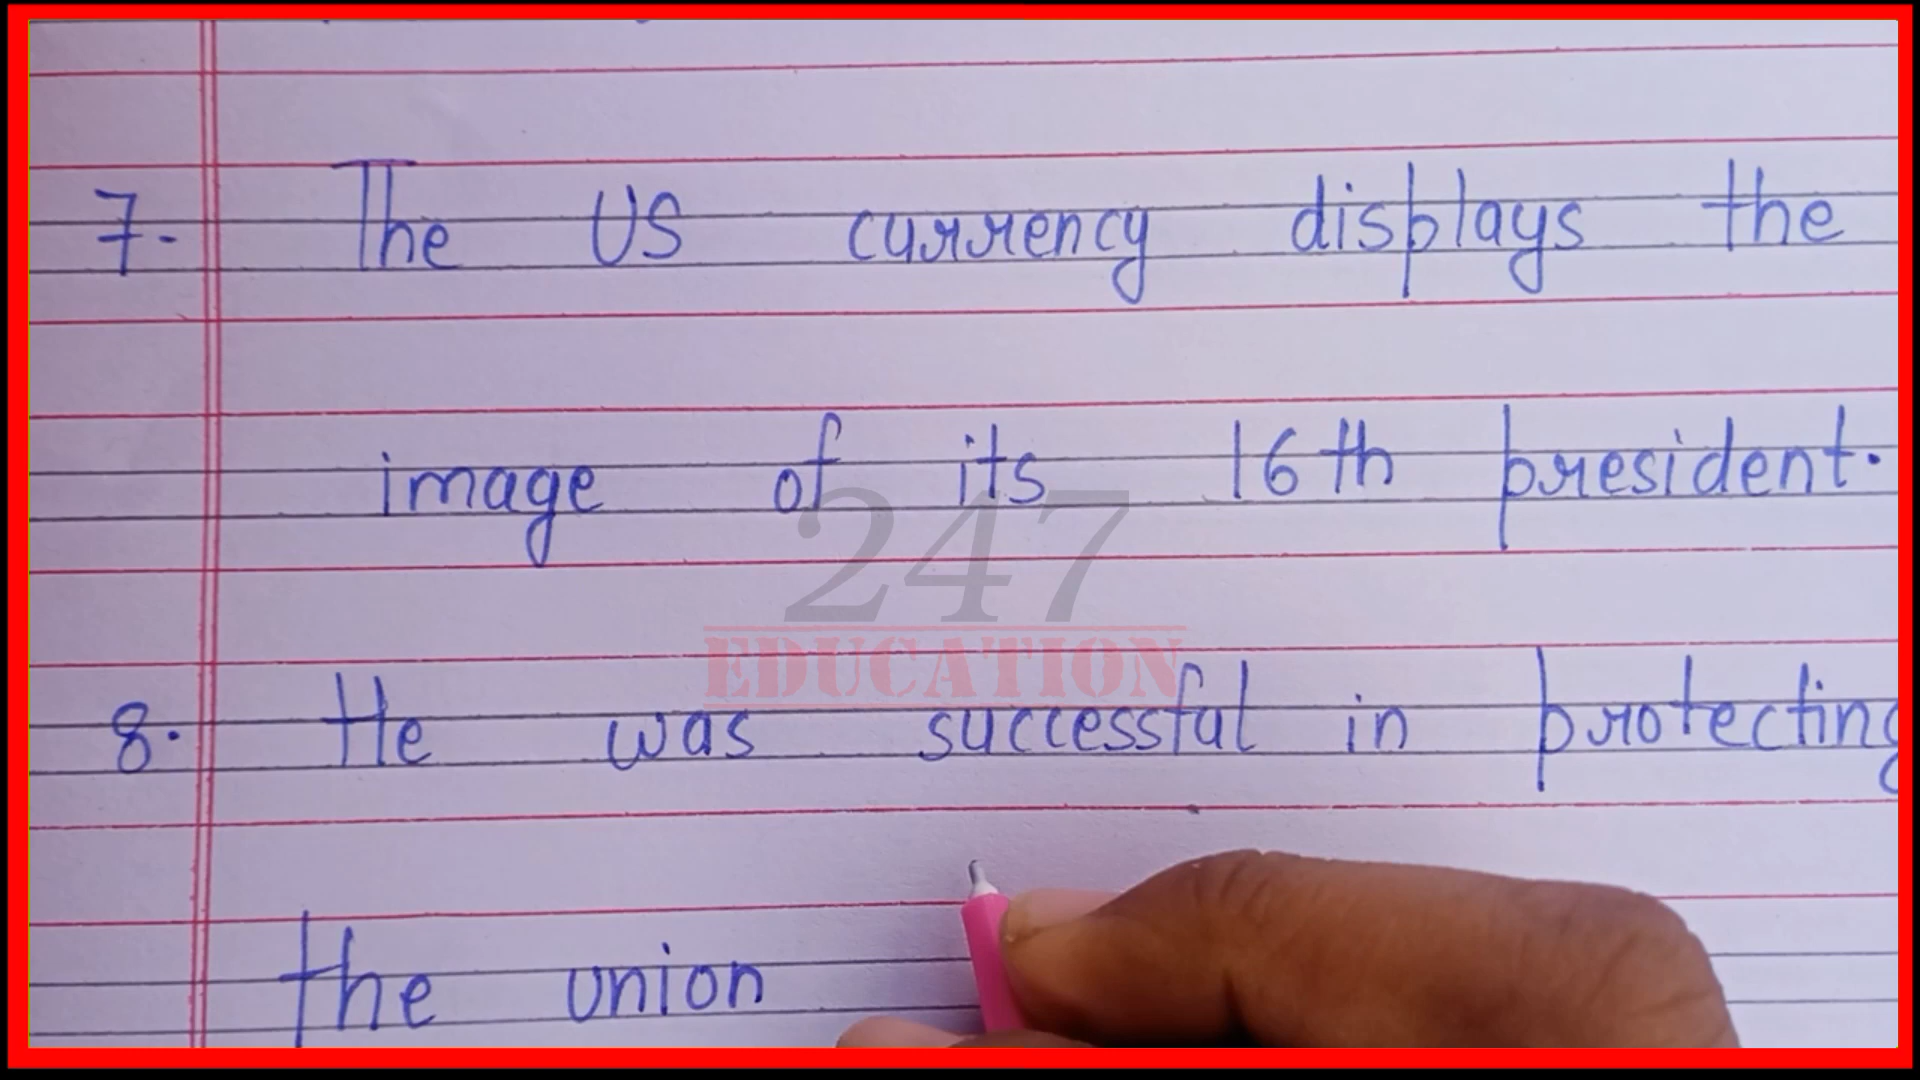 7. The US currency displays the
image of its 16th president.
247
EDUCATION
8. He was successful in protecting
the union